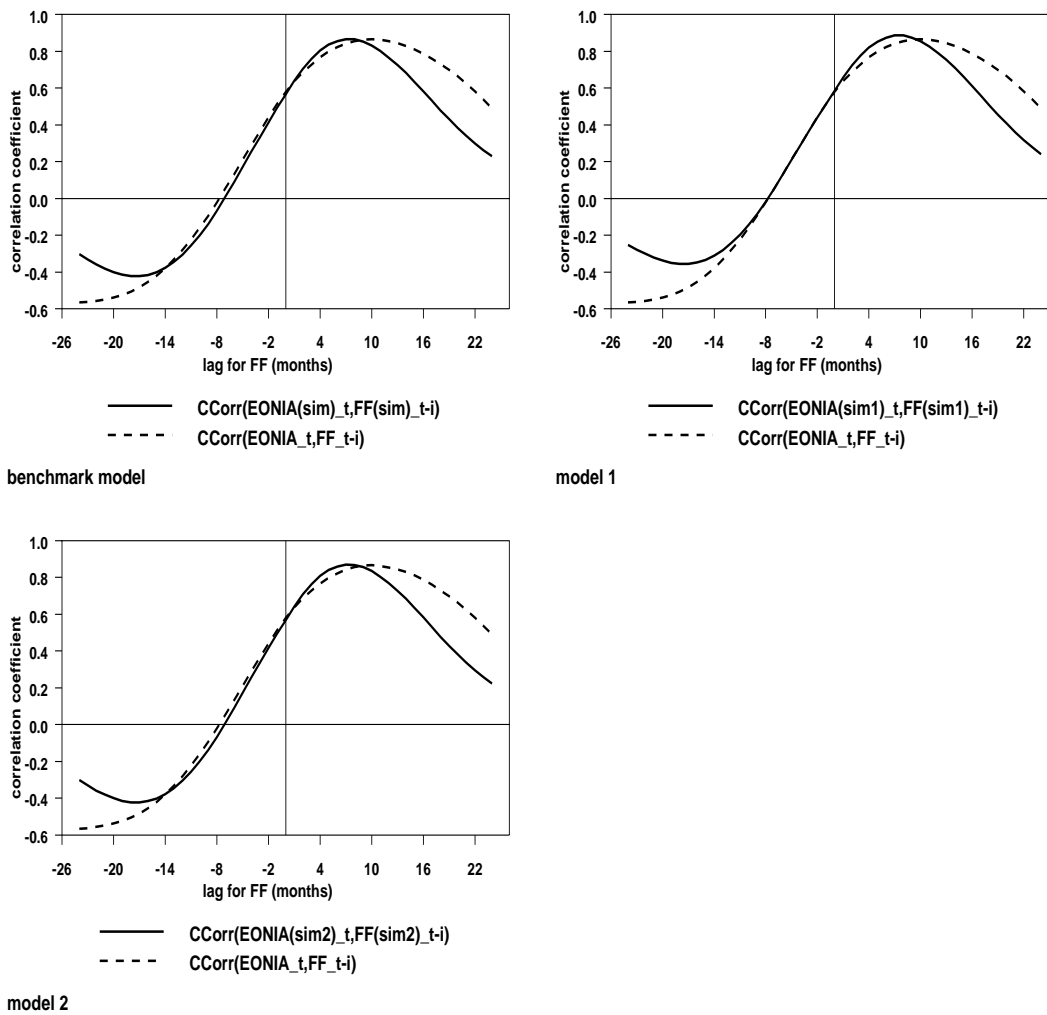 1.0
0.8
0.6
0.4
0.2
0.0
-0.2
-0.4
-0.6
correlation coefficient
-26 -20 -14 -8 -2 4 10 16 22
lag for FF (months)
CCorr(EONIA(sim)_t,FF(sim)_t-i)
CCorr(EONIA_t,FF_t-i)
benchmark model
1.0
0.8
0.6
0.4
0.2
0.0
-0.2
-0.4
-0.6
correlation coefficient
-26 -20 -14 -8 -2 4 10 16 22
lag for FF (months)
CCorr(EONIA(sim1)_t,FF(sim1)_t-i)
CCorr(EONIA_t,FF_t-i)
model 1
1.0
0.8
0.6
0.4
0.2
0.0
-0.2
-0.4
-0.6
correlation coefficient
-26 -20 -14 -8 -2 4 10 16 22
lag for FF (months)
CCorr(EONIA(sim2)_t,FF(sim2)_t-i)
CCorr(EONIA_t,FF_t-i)
model 2